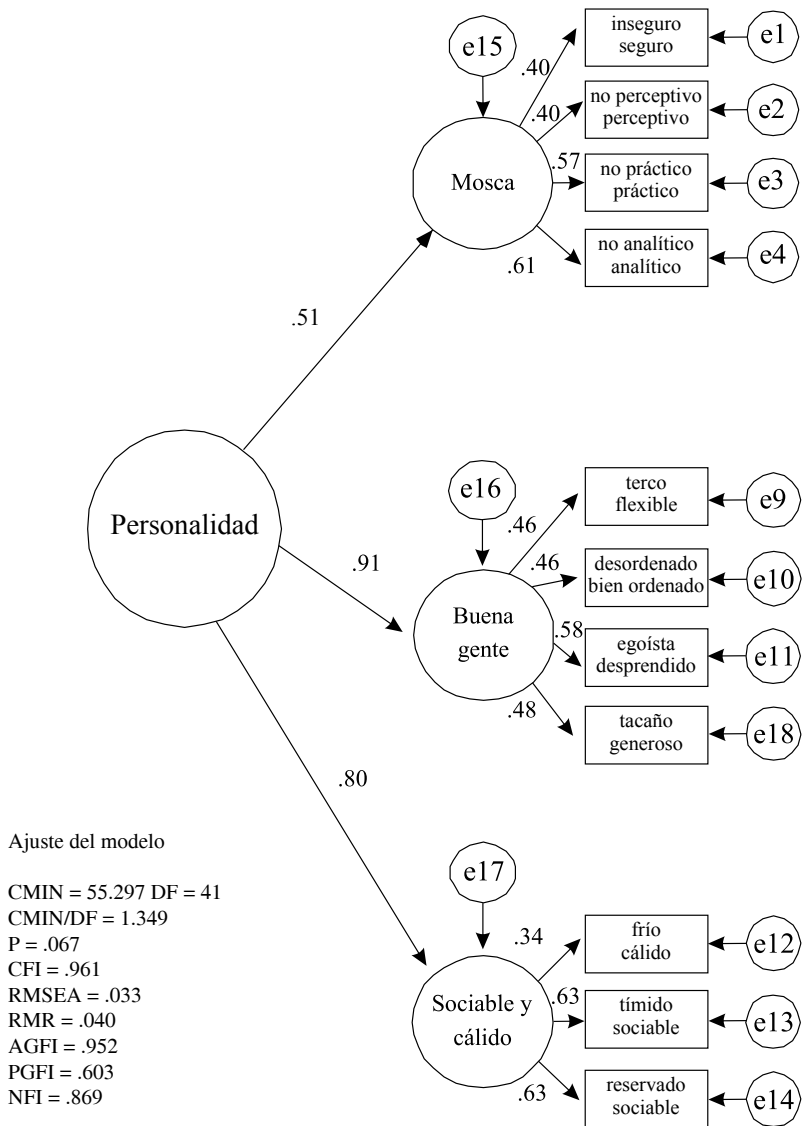 e15
inseguro
seguro
e1
.40
.40
no perceptivo
perceptivo
e2
Mosca
.57
no práctico
práctico
e3
.61
no analítico
analítico
e4
.51
Personalidad
e16
terco
flexible
e9
.46
.46
desordenado
bien ordenado
e10
.91
Buena
gente
.58
egoísta
desprendido
e11
.48
tacaño
generoso
e18
.80
e17
.34
frío
cálido
e12
Sociable y
cálido
.63
tímido
sociable
e13
.63
reservado
sociable
e14
Ajuste del modelo
CMIN = 55.297 DF = 41
CMIN/DF = 1.349
P = .067
CFI = .961
RMSEA = .033
RMR = .040
AGFI = .952
PGFI = .603
NFI = .869